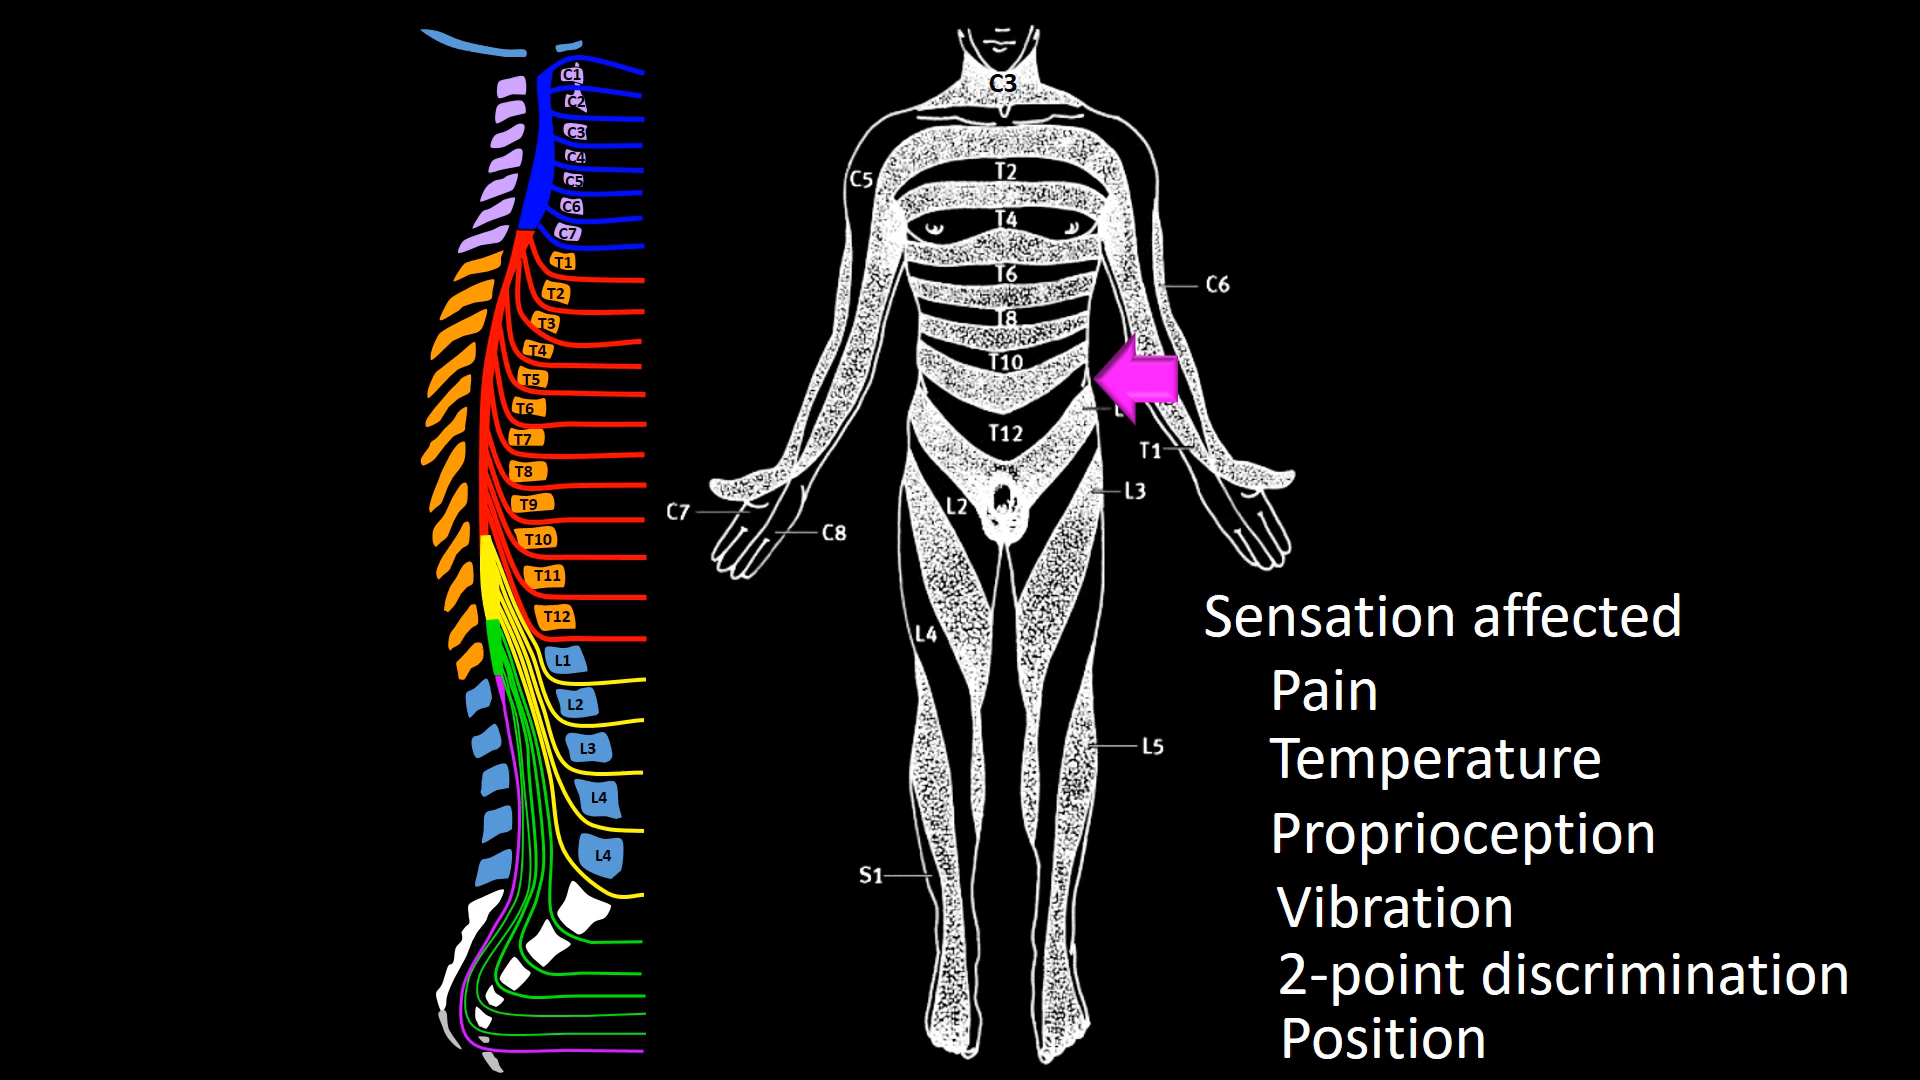 C1
C2
C3
C4
C5
C6
C7
T1
T2
T3
T4
T5
T6
T7
T8
T9
T10
T11
T12
L1
L2
L3
L4
L4
C3
T2
C5
T4
T6
C6
T8
T10
L
T12
T1
L3
L2
C7
C8
L4
L5
S1
Sensation affected
Pain
Temperature
Proprioception
Vibration
2-point discrimination
Position